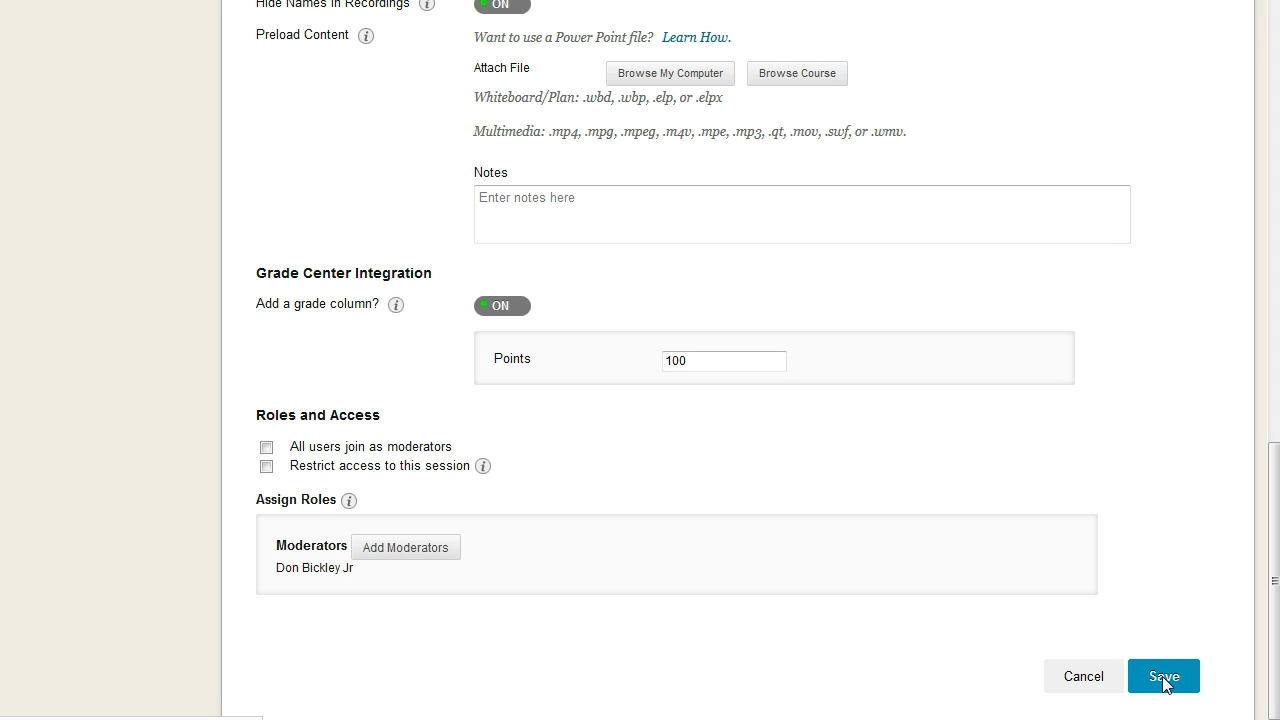 Hide Names in Recordings ON
Preload Content Want to use a Power Point file? Learn How.
Attach File Browse My Computer Browse Course
Whiteboard/Plan: .wbd, .wbp, .elp, or .elpx
Multimedia: .mp4, .mpg, .mpeg, .m4v, .mpe, .mp3, .qt, .mov, .swf, or .wmv.
Notes
Enter notes here
Grade Center Integration
Add a grade column? ON
Points 100
Roles and Access
All users join as moderators
Restrict access to this session
Assign Roles
Moderators Add Moderators
Don Bickley Jr
Cancel Save